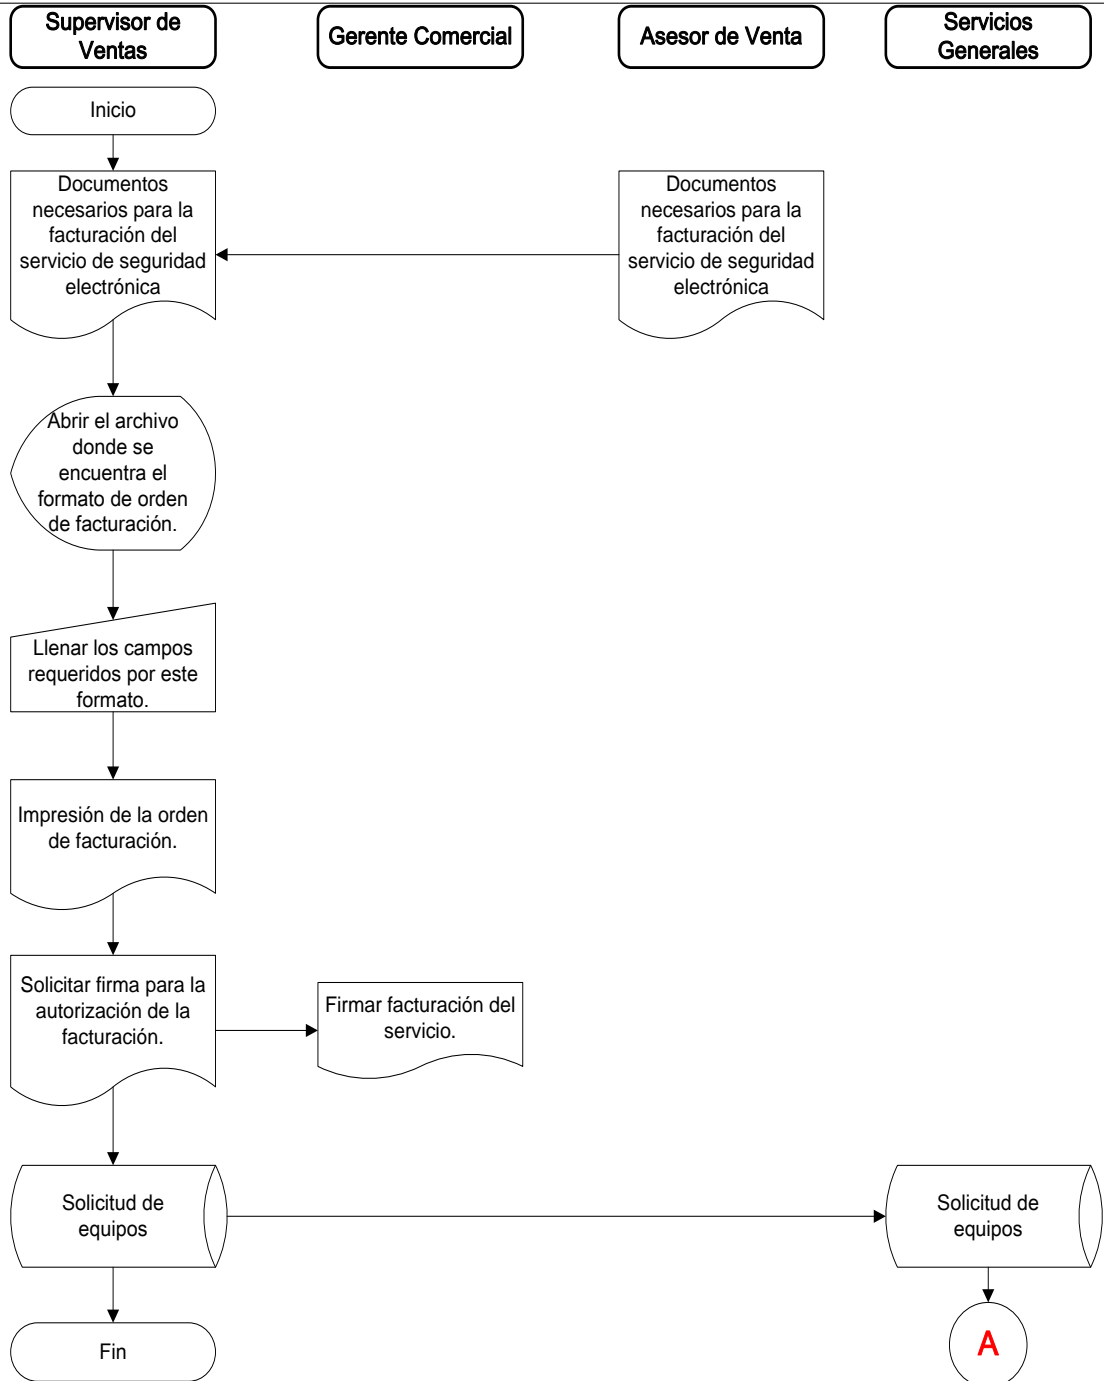 Supervisor de
Ventas
Gerente Comercial
Asesor de Venta
Servicios
Generales
Inicio
Documentos
necesarios para la
facturación del
servicio de seguridad
electrónica
Documentos
necesarios para la
facturación del
servicio de seguridad
electrónica
Abrir el archivo
donde se
encuentra el
formato de orden
de facturación.
Llenar los campos
requeridos por este
formato.
Impresión de la orden
de facturación.
Solicitar firma para la
autorización de la
facturación.
Firmar facturación del
servicio.
Solicitud de
equipos
Solicitud de
equipos
Fin
A